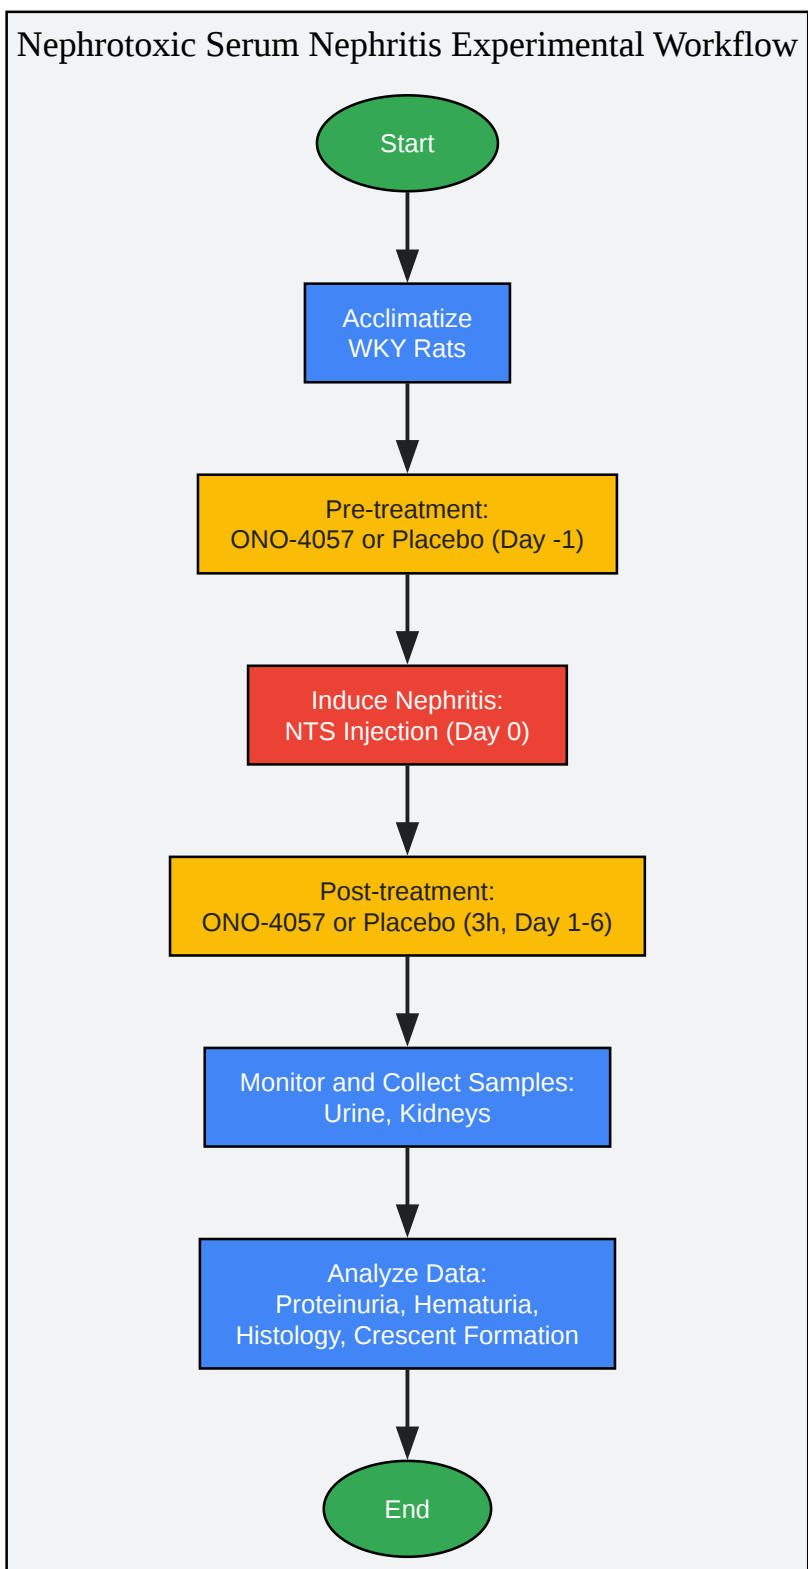 Nephrotoxic Serum Nephritis Experimental Workflow
Start
Acclimatize
WKY Rats
Pre-treatment:
ONO-4057 or Placebo (Day -1)
Induce Nephritis:
NTS Injection (Day 0)
Post-treatment:
ONO-4057 or Placebo (3h, Day 1-6)
Monitor and Collect Samples:
Urine, Kidneys
Analyze Data:
Proteinuria, Hematuria,
Histology, Crescent Formation
End